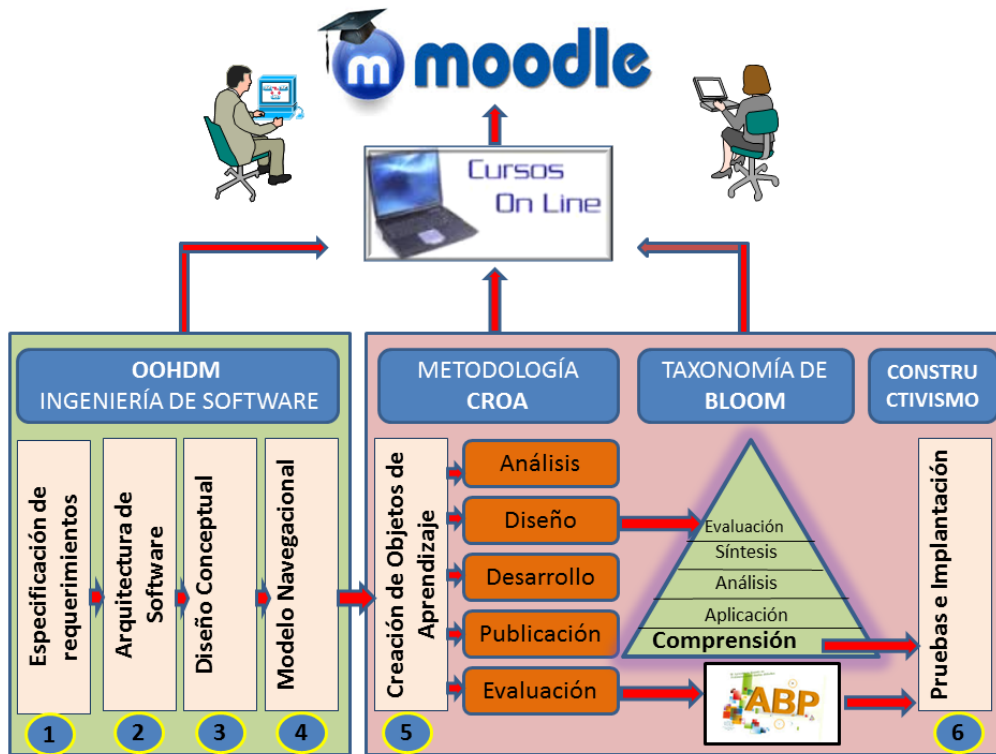 m moodle
Cursos
On Line
OOHDM
INGENIERÍA DE SOFTWARE
METODOLOGÍA
CROA
TAXONOMÍA DE
BLOOM
CONSTRU
CTIVISMO
Especificación de
requerimientos
Arquitectura de
Software
Diseño Conceptual
Modelo Navegacional
Creación de Objetos de
Aprendizaje
Análisis
Diseño
Desarrollo
Publicación
Evaluación
Evaluación
Síntesis
Análisis
Aplicación
Comprensión
ABP
Pruebas e Implantación
1
2
3
4
5
6